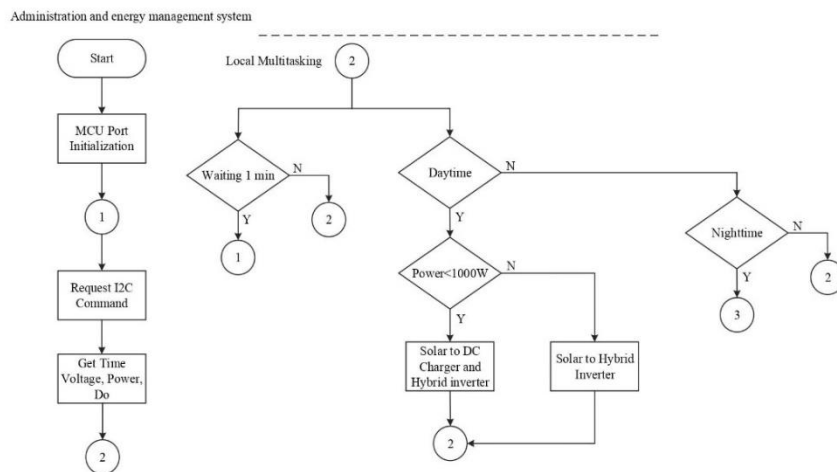 Administration and energy management system
Start
MCU Port
Initialization
1
Request I2C
Command
Get Time
Voltage, Power,
Do
2
Local Multitasking
2
Waiting 1 min
N
2
Y
1
Daytime
N
Y
Power<1000W
N
Y
Solar to DC
Charger and
Hybrid inverter
Solar to Hybrid
Inverter
2
Nighttime
N
2
Y
3